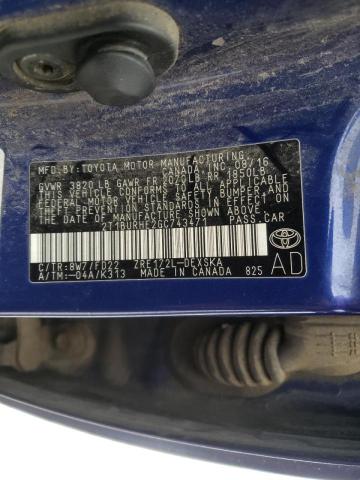 MFD. BY: TOYOTA MOTOR MANUFACTURING
CANADA INC. 09/16
GVWR 3820 LB GAWR FR 2020LB RR 1850LB
THIS VEHICLE CONFORMS TO ALL APPLICABLE
FEDERAL MOTOR VEHICLE SAFETY, BUMPER AND
THEFT PREVENTION STANDARDS IN EFFECT ON
THE DATE OF MANUFACTURE SHOWN ABOVE.
2T1BURHE2GC743471 PASS.CAR
C/TR:8W7/FD22 ZRE172L-DEXSKA
A/TM:-04A/K313 MADE IN CANADA 825
AD